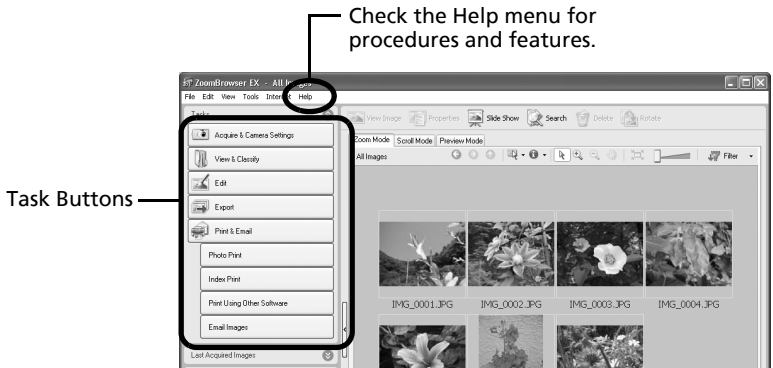 Check the Help menu for
procedures and features.
ZoomBrowser EX - All Images
File Edit View Tools Internet Help
Tasks
View Image Properties Slide Show Search Delete Rotate
Acquire & Camera Settings
Zoom Mode Scroll Mode Preview Mode
All Images
Filter
View & Classify
Edit
Task Buttons
Export
Print & Email
Photo Print
Index Print
Print Using Other Software
Email Images
IMG_0001.JPG IMG_0002.JPG IMG_0003.JPG IMG_0004.JPG
Last Acquired Images